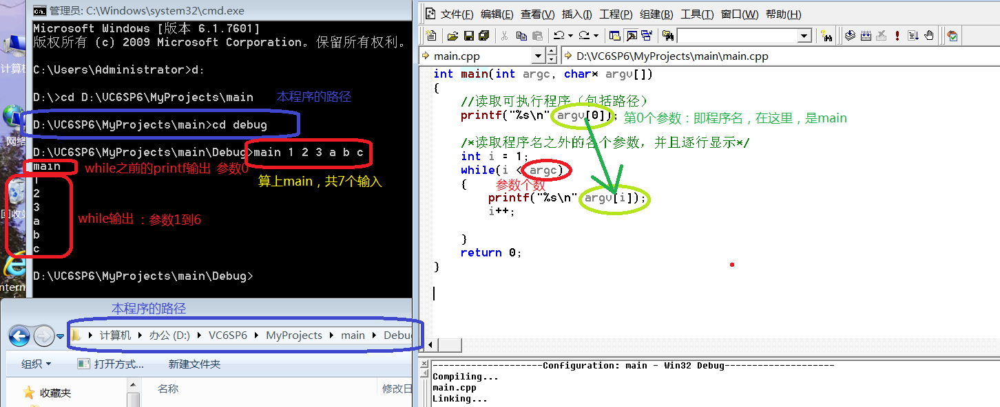 管理员: C:\Windows\system32\cmd.exe
Microsoft Windows [版本 6.1.7601]
版权所有 (c) 2009 Microsoft Corporation。保留所有权利。
C:\Users\Administrator>d:
D:\>cd D:\VC6SP6\MyProjects\main
本程序的路径
D:\VC6SP6\MyProjects\main>cd debug
D:\VC6SP6\MyProjects\main\Debug>main 1 2 3 a b c
main
while之前的printf输出 参数0
算上main，共7个输入
1
2
3
a
b
c
while输出 ：参数1到6
D:\VC6SP6\MyProjects\main\Debug>
计算机
网络
回收站
本程序的路径
计算机 办公 (D:) VC6SP6 MyProjects main Debu
组织 打开方式... 新建文件夹
收藏夹
名称
修改日
文件(F) 编辑(E) 查看(V) 插入(I) 工程(P) 组建(B) 工具(T) 窗口(W) 帮助(H)
main.cpp
D:\VC6SP6\MyProjects\main\main.cpp
int main(int argc, char* argv[])
{
//读取可执行程序（包括路径）
printf("%s\n" argv[0]);
第0个参数：即程序名，在这里，是main
/*读取程序名之外的各个参数，并且逐行显示*/
int i = 1;
while(i < argc)
{
参数个数
printf("%s\n" argv[i]);
i++;
}
return 0;
}
--------------------Configuration: main - Win32 Debug--------------------
Compiling...
main.cpp
Linking...